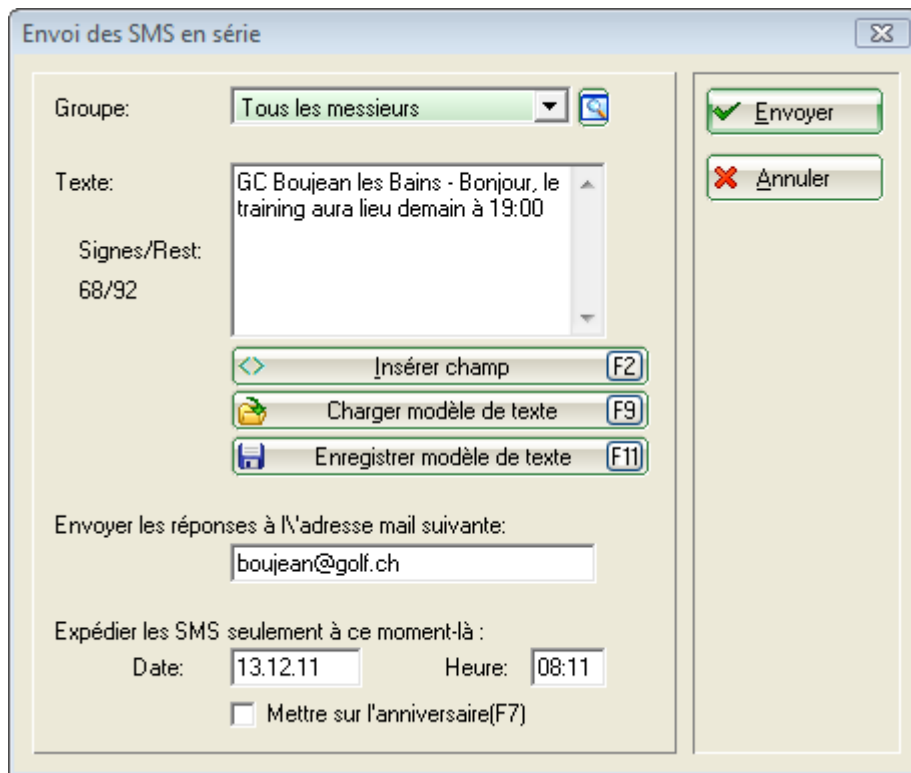 Envoi des SMS en série
Groupe: Tous les messieurs
Envoyer
Annuler
Texte: GC Boujean les Bains - Bonjour, le
training aura lieu demain à 19:00
Signes/Rest:
68/92
Insérer champ F2
Charger modèle de texte F9
Enregistrer modèle de texte F11
Envoyer les réponses à l\'adresse mail suivante:
boujean@golf.ch
Expédier les SMS seulement à ce moment-là :
Date: 13.12.11 Heure: 08:11
Mettre sur l'anniversaire(F7)